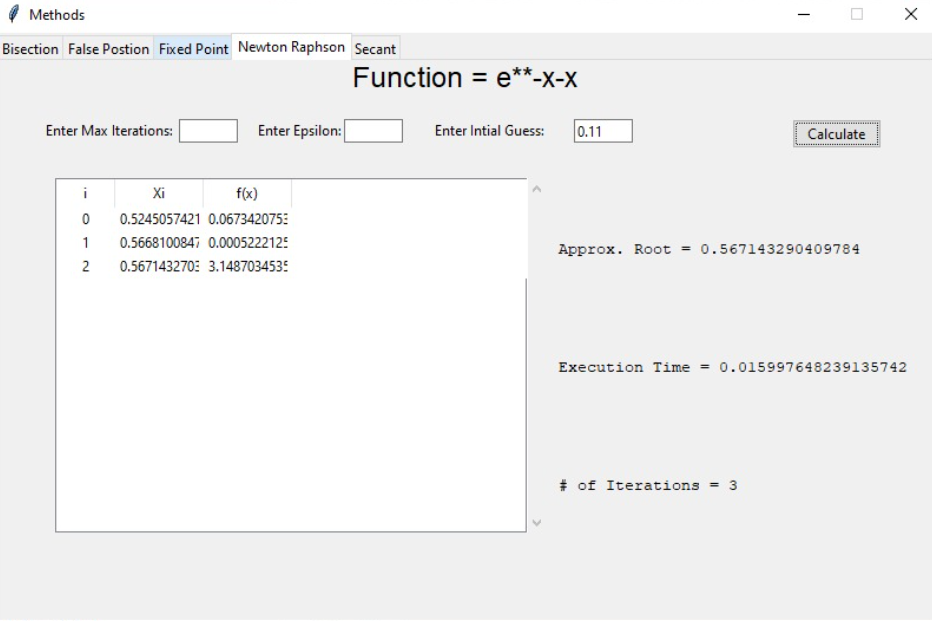 Methods
Bisection False Postion Fixed Point Newton Raphson Secant
Function = e**-x-x
Enter Max Iterations: Enter Epsilon: Enter Intial Guess: 0.11 Calculate
i Xi f(x)
0 0.5245057421 0.0673420753
1 0.5668100847 0.0005222125
2 0.5671432703 3.1487034535
Approx. Root = 0.567143290409784
Execution Time = 0.015997648239135742
# of Iterations = 3